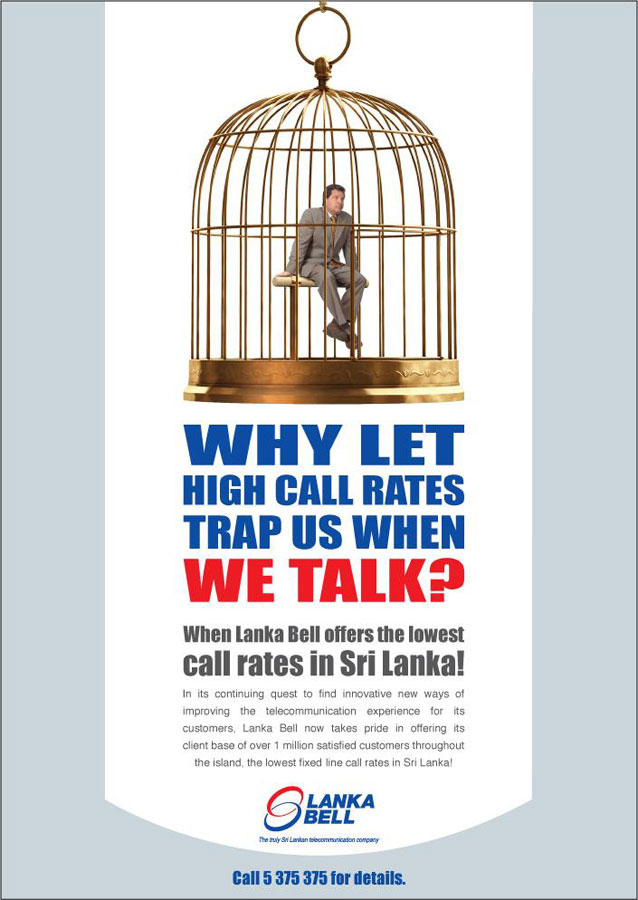 WHY LET
HIGH CALL RATES
TRAP US WHEN
WE TALK?
When Lanka Bell offers the lowest
call rates in Sri Lanka!
In its continuing quest to find innovative new ways of
improving the telecommunication experience for its
customers, Lanka Bell now takes pride in offering its
client base of over 1 million satisfied customers throughout
the island, the lowest fixed line call rates in Sri Lanka!
LANKA
BELL
The truly Sri Lankan telecommunication company
Call 5 375 375 for details.